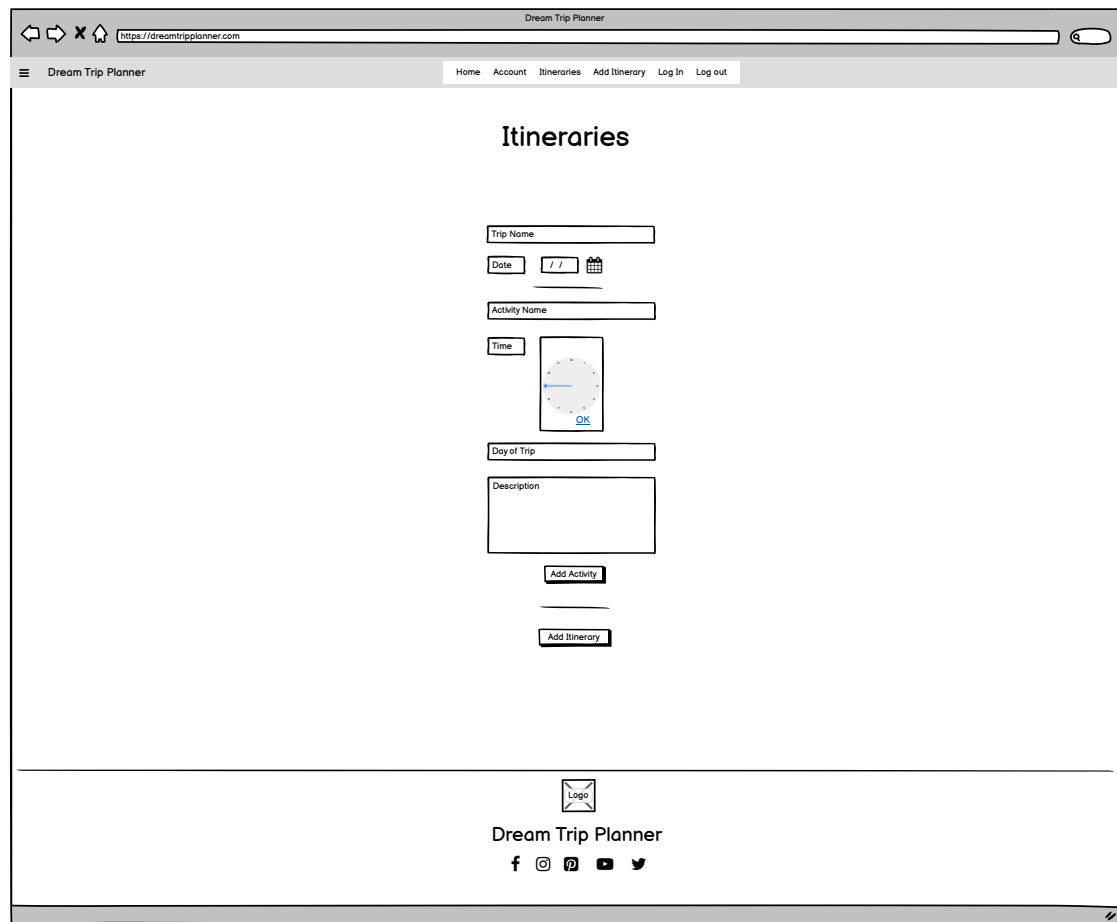 Dream Trip Planner
https://dreamtripplanner.com
Dream Trip Planner Home Account Itineraries Add Itinerary Log In Log out
Itineraries
Trip Name
Date / /
Activity Name
Time
OK
Day of Trip
Description
Add Activity
Add Itinerary
Logo
Dream Trip Planner